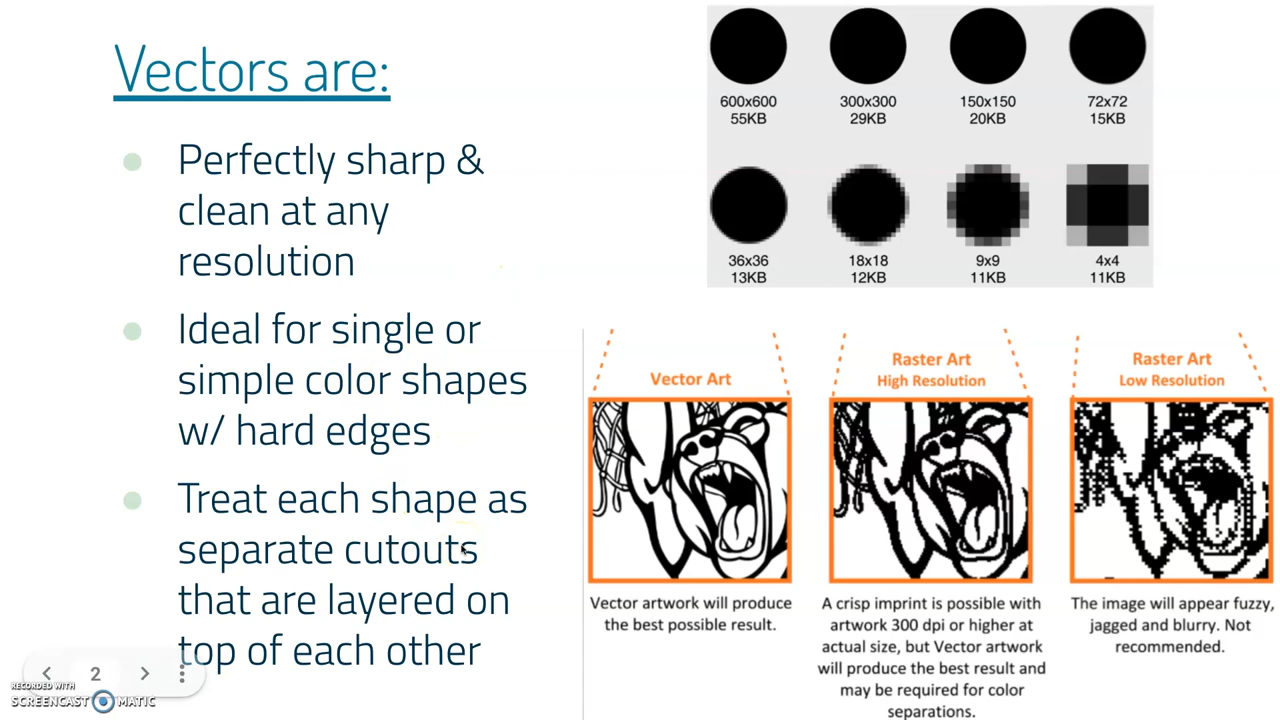 Vectors are:
Perfectly sharp &
clean at any
resolution
Ideal for single or
simple color shapes
w/ hard edges
Treat each shape as
separate cutouts
that are layered on
top of each other
600x600
55KB
300x300
29KB
150x150
20KB
72x72
15KB
36x36
13KB
18x18
12KB
9x9
11KB
4x4
11KB
Vector Art
Vector artwork will produce
the best possible result.
Raster Art
High Resolution
A crisp imprint is possible with
artwork 300 dpi or higher at
actual size, but Vector artwork
will produce the best result and
may be required for color
separations.
Raster Art
Low Resolution
The image will appear fuzzy,
jagged and blurry. Not
recommended.
2
RECORDED WITH
SCREENCAST MATIC